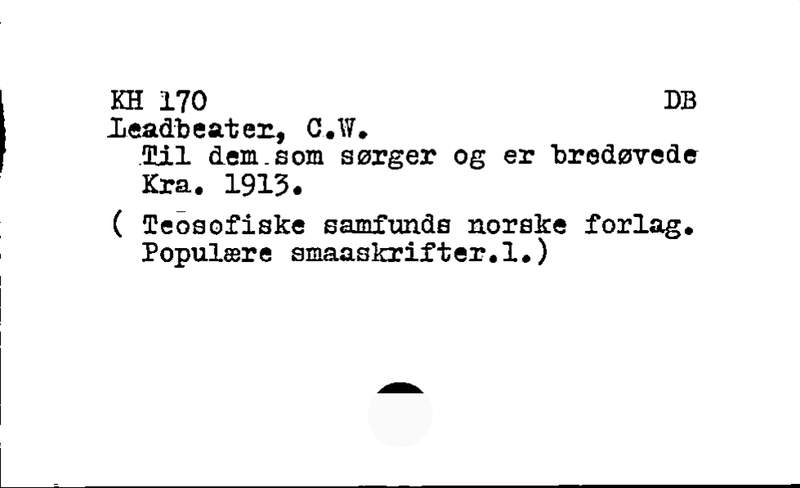 KH 170 DB
Leadbeater, C.W.
Til dem som sørger og er bredøvede
Kra. 1913.
( Teosofiske samfunds norske forlag.
Populære smaaskrifter.1.)